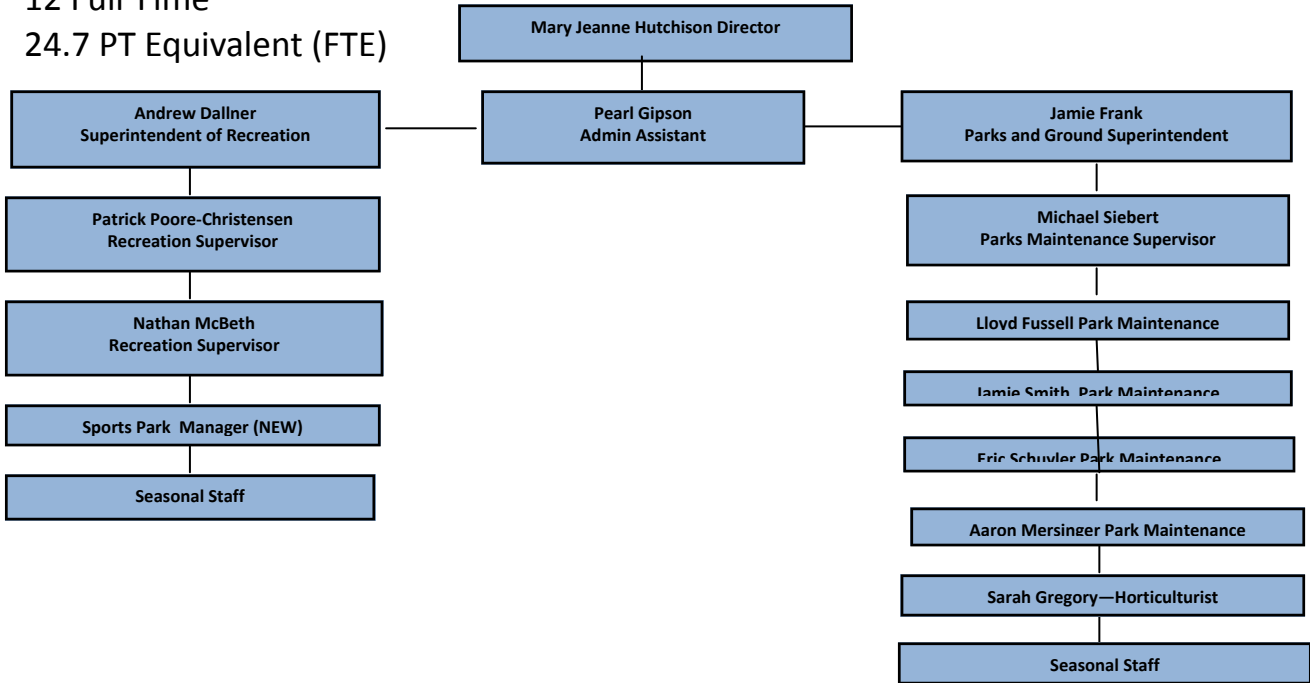 12 Full Time
24.7 PT Equivalent (FTE)
Mary Jeanne Hutchison Director
Andrew Dallner
Superintendent of Recreation
Pearl Gipson
Admin Assistant
Jamie Frank
Parks and Ground Superintendent
Patrick Poore-Christensen
Recreation Supervisor
Michael Siebert
Parks Maintenance Supervisor
Nathan McBeth
Recreation Supervisor
Lloyd Fussell Park Maintenance
Jamie Smith Park Maintenance
Sports Park Manager (NEW)
Eric Schuyler Park Maintenance
Seasonal Staff
Aaron Mersinger Park Maintenance
Sarah Gregory—Horticulturist
Seasonal Staff